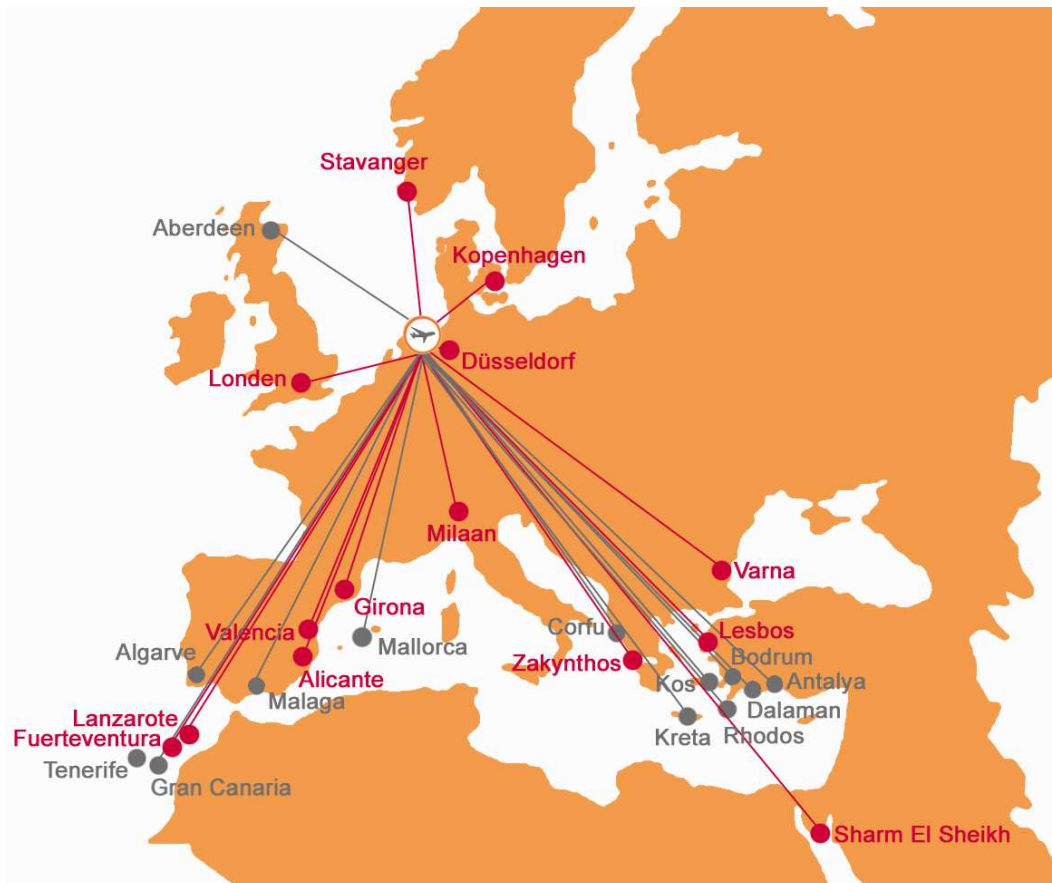 Stavanger
Aberdeen
Kopenhagen
Düsseldorf
Londen
Milaan
Varna
Girona
Valencia
Mallorca
Corfu
Lesbos
Algarve
Alicante
Zakynthos
Bodrum
Malaga
Kos
Antalya
Lanzarote
Dalaman
Fuerteventura
Kreta
Rhodos
Tenerife
Gran Canaria
Sharm El Sheikh